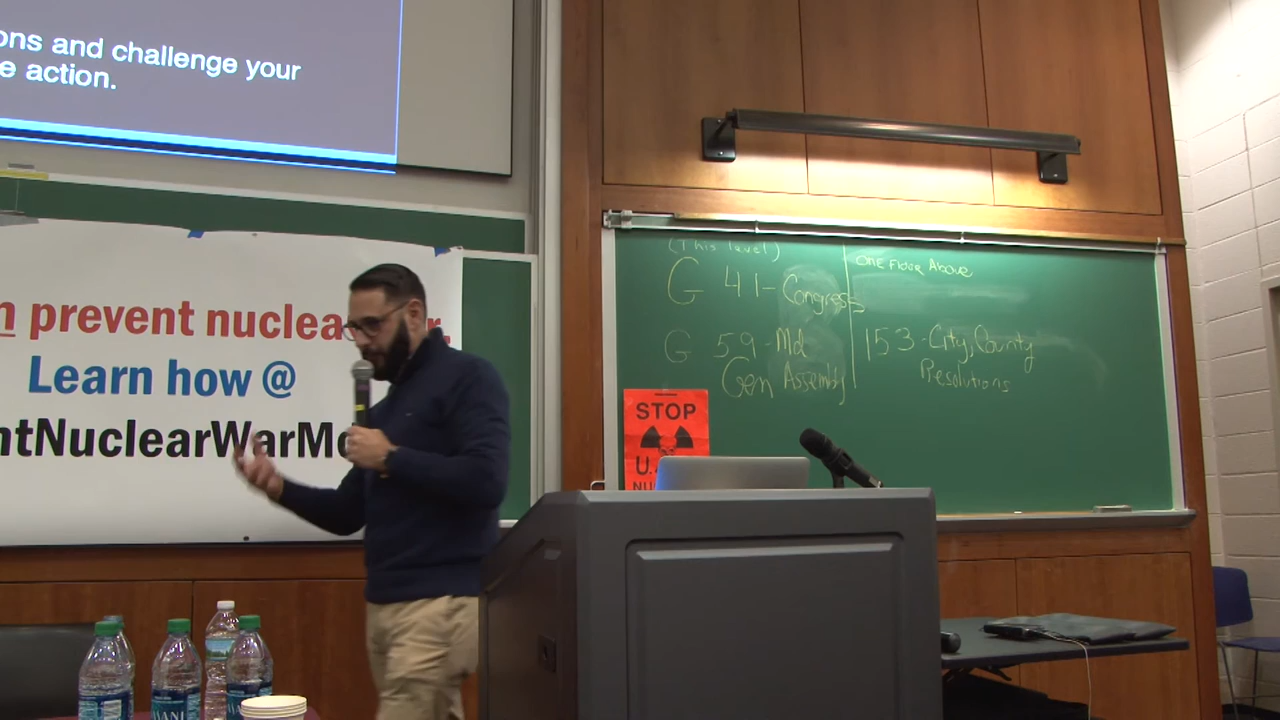 ons and challenge your
e action.
n prevent nuclea
Learn how @
ntNuclearWarMo
(This level)
G 41- Congress
G 59-Md
Gen Assembly
One Floor Above
153-City, County
Resolutions
STOP
U.
NU